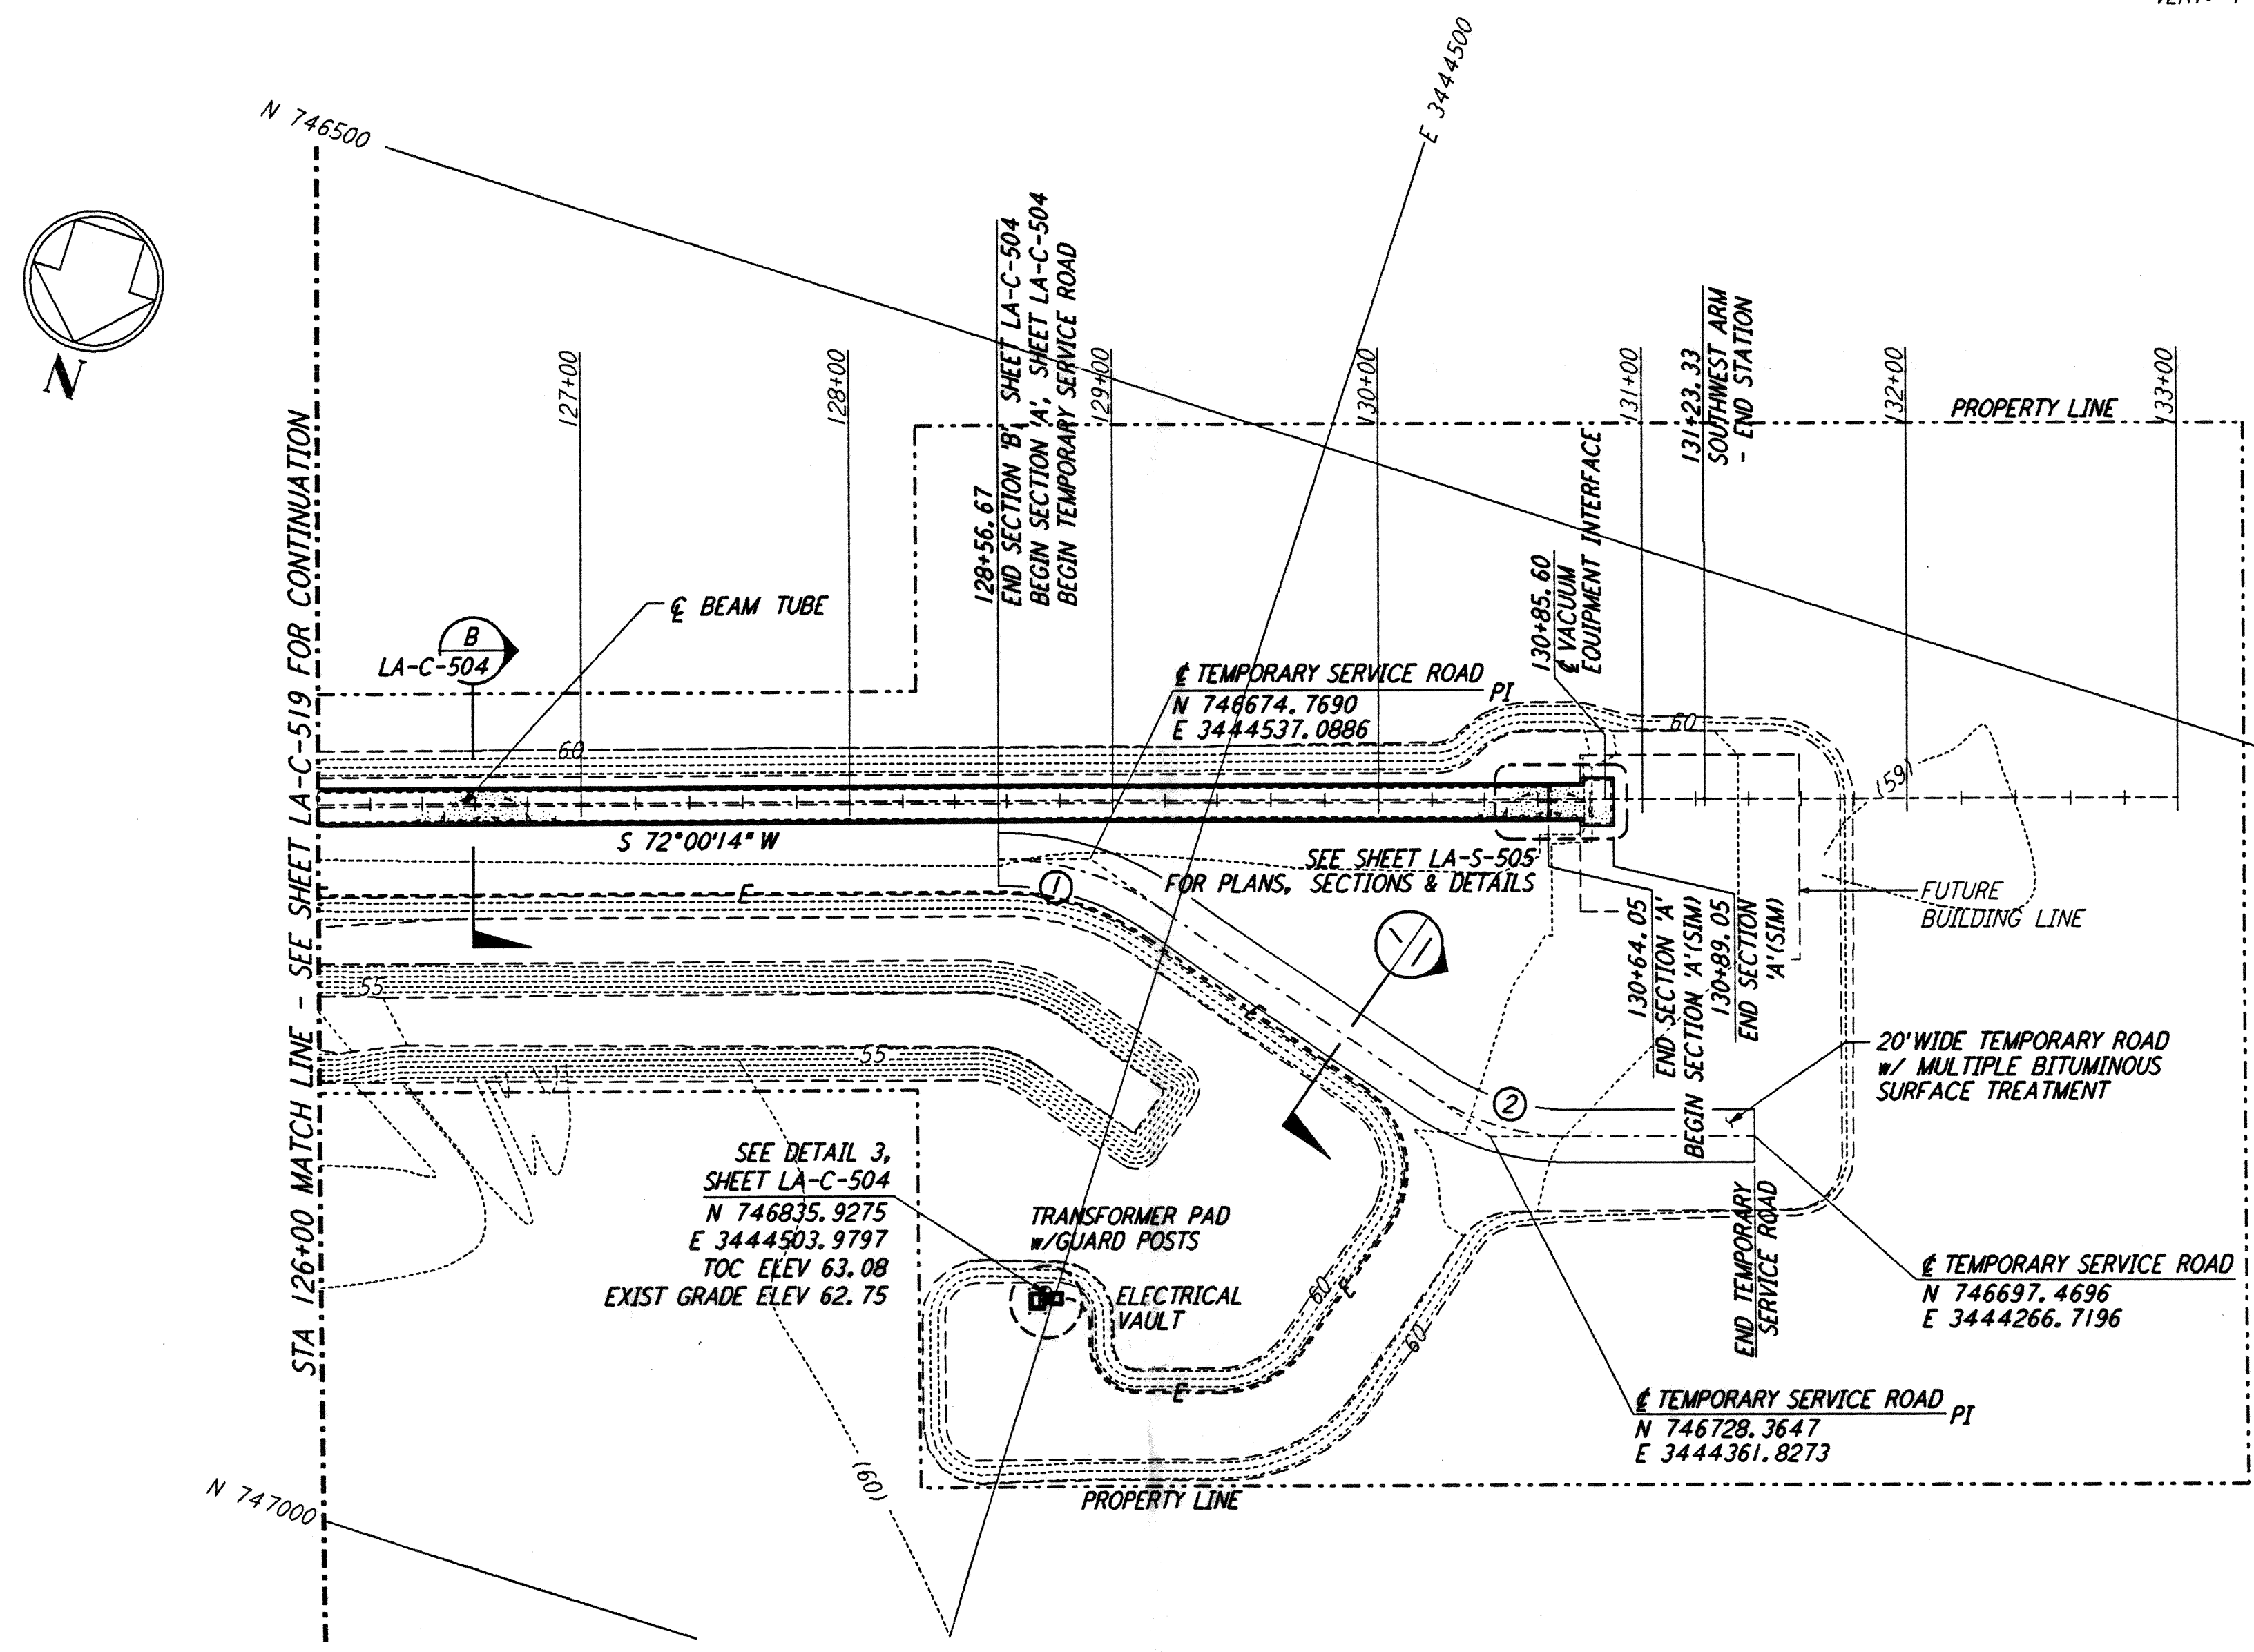 N 746500
E 3444500
N
STA 126+00 MATCH LINE - SEE SHEET LA-C-519 FOR CONTINUATION
127+00
128+00
128+56.67
END SECTION 'B', SHEET LA-C-504
BEGIN SECTION 'A', SHEET LA-C-504
BEGIN TEMPORARY SERVICE ROAD
129+00
130+00
130+85.60
℄ VACUUM
EQUIPMENT INTERFACE
131+00
131+23.33
SOUTHWEST ARM
- END STATION
132+00
PROPERTY LINE
133+00
B
LA-C-504
℄ BEAM TUBE
℄ TEMPORARY SERVICE ROAD PI
N 746674.7690
E 3444537.0886
60
60
(59)
S 72°00'14" W
SEE SHEET LA-S-505
FOR PLANS, SECTIONS & DETAILS
E
1
FUTURE
BUILDING LINE
130+64.05
END SECTION 'A'
BEGIN SECTION 'A'(SIM)
130+89.05
END SECTION
'A'(SIM)
55
55
E
2
20'WIDE TEMPORARY ROAD
w/ MULTIPLE BITUMINOUS
SURFACE TREATMENT
SEE DETAIL 3,
SHEET LA-C-504
N 746835.9275
E 3444503.9797
TOC ELEV 63.08
EXIST GRADE ELEV 62.75
TRANSFORMER PAD
w/GUARD POSTS
ELECTRICAL
VAULT
60
E
60
E
END TEMPORARY
SERVICE ROAD
℄ TEMPORARY SERVICE ROAD
N 746697.4696
E 3444266.7196
℄ TEMPORARY SERVICE ROAD PI
N 746728.3647
E 3444361.8273
(60)
PROPERTY LINE
N 747000